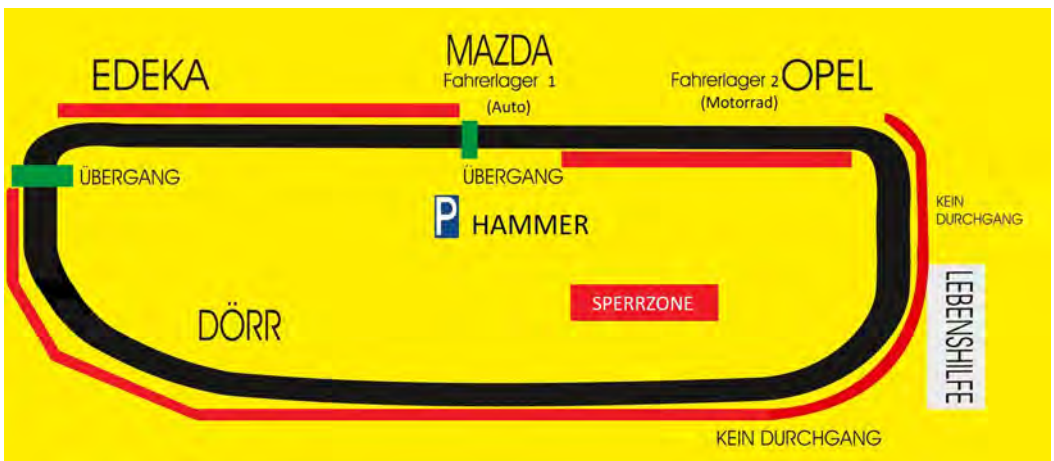 EDEKA
MAZDA
Fahrerlager 1
(Auto)
Fahrerlager 2 OPEL
(Motorrad)
ÜBERGANG
ÜBERGANG
P HAMMER
KEIN
DURCHGANG
SPERRZONE
LEBENSHILFE
DÖRR
KEIN DURCHGANG